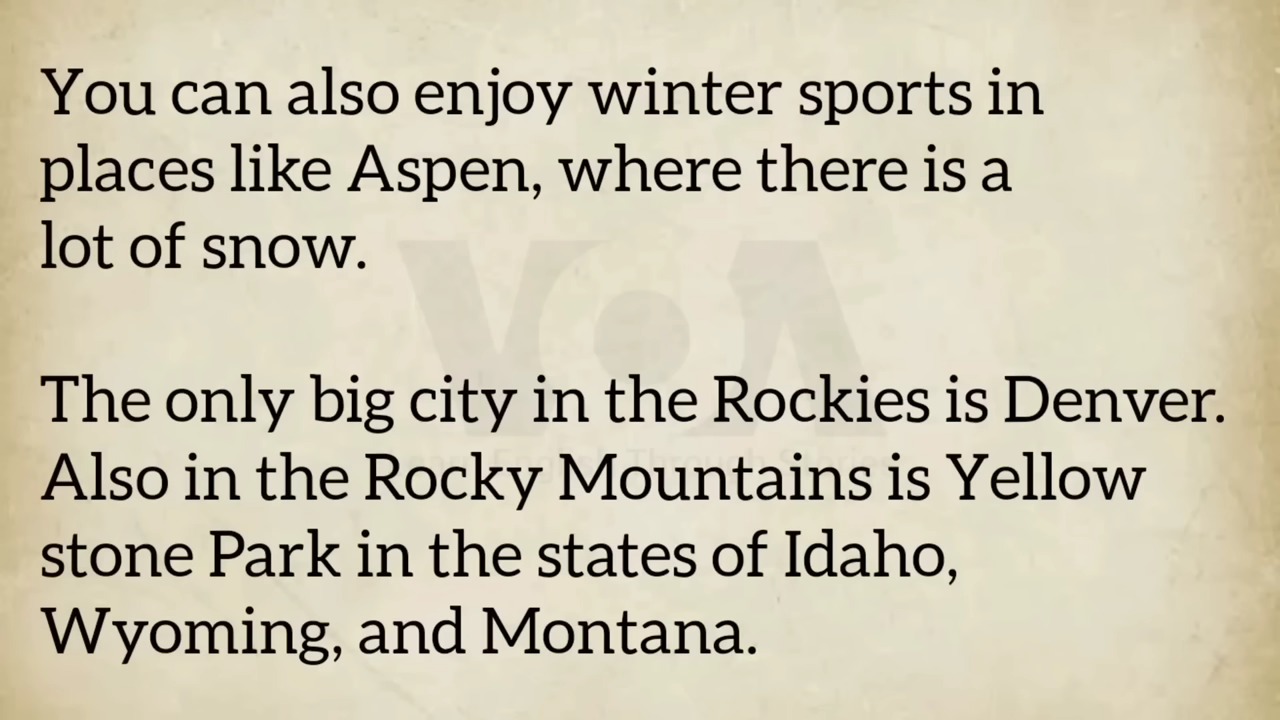 You can also enjoy winter sports in
places like Aspen, where there is a
lot of snow.
VOA
The only big city in the Rockies is Denver.
Also in the Rocky Mountains is Yellow
stone Park in the states of Idaho,
Wyoming, and Montana.